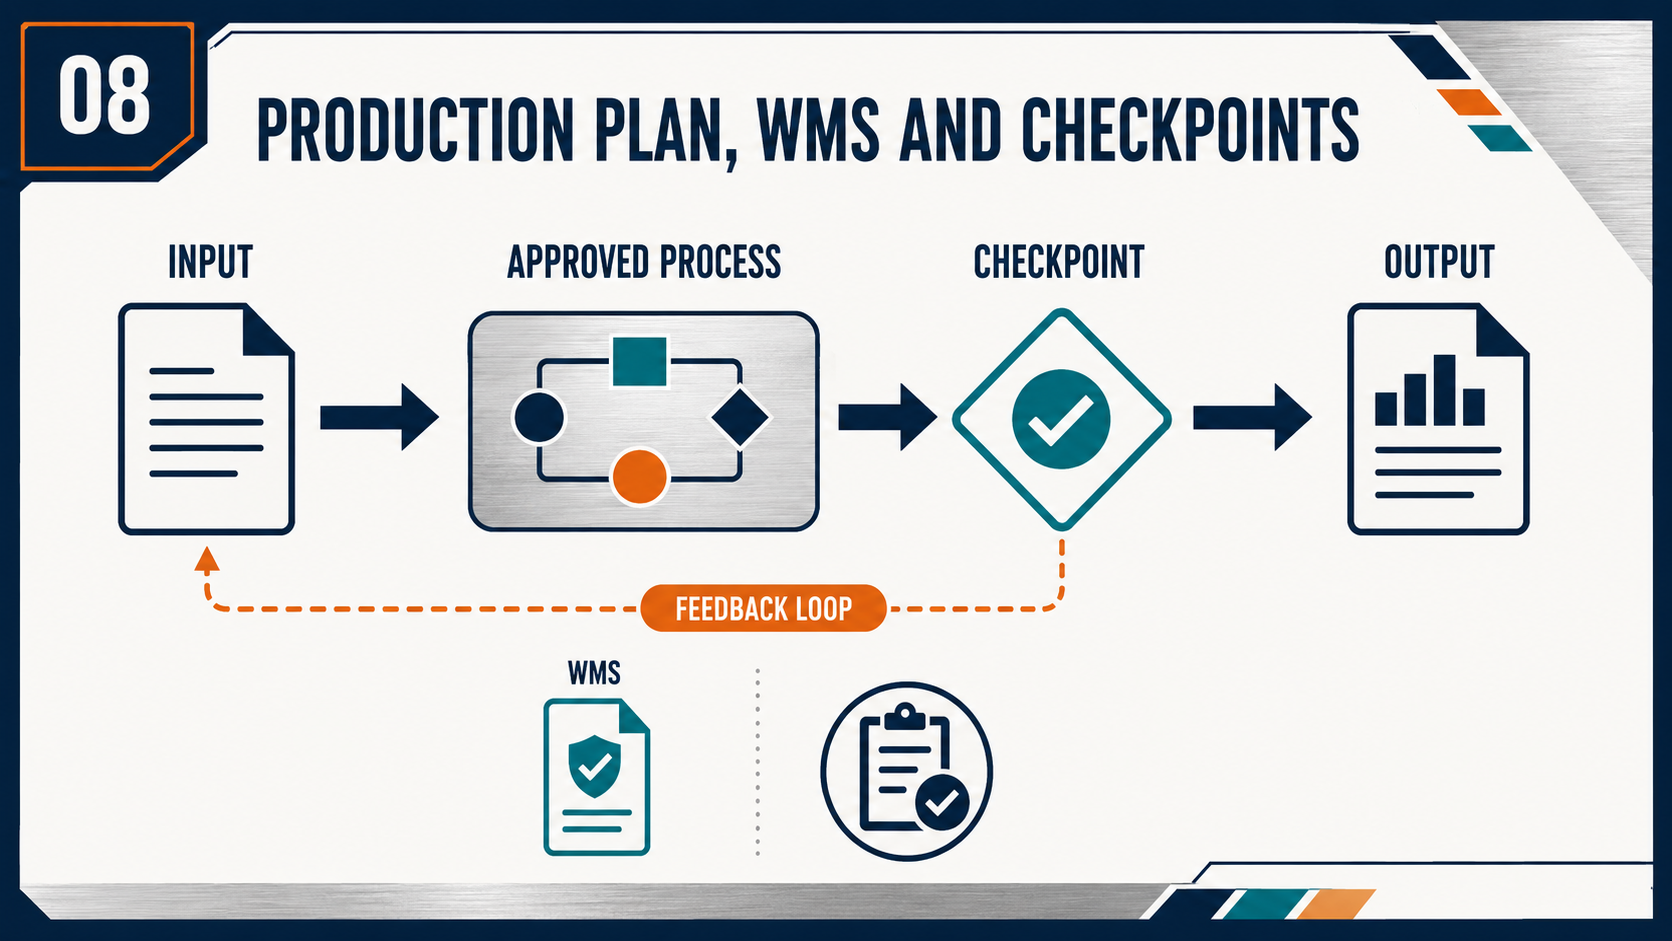 08
PRODUCTION PLAN, WMS AND CHECKPOINTS
INPUT
APPROVED PROCESS
CHECKPOINT
OUTPUT
FEEDBACK LOOP
WMS